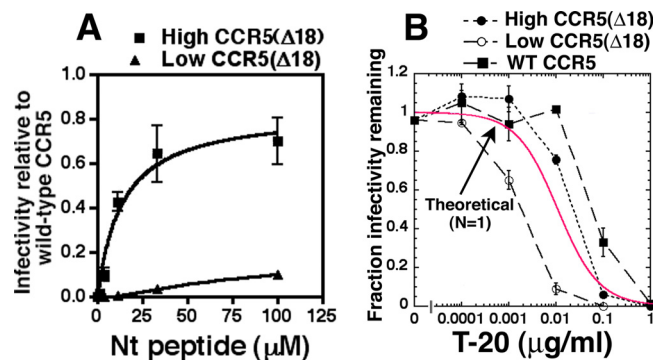 A
High CCR5(Δ18)
Low CCR5(Δ18)
Infectivity relative to
wild-type CCR5
1.0
0.8
0.6
0.4
0.2
0.0
0 25 50 75 100 125
Nt peptide (μM)
B
High CCR5(Δ18)
Low CCR5(Δ18)
WT CCR5
Fraction infectivity remaining
1.2
1
0.8
0.6
0.4
0.2
0
Theoretical
(N=1)
0 0.0001 0.001 0.01 0.1 1
T-20 (μg/ml)